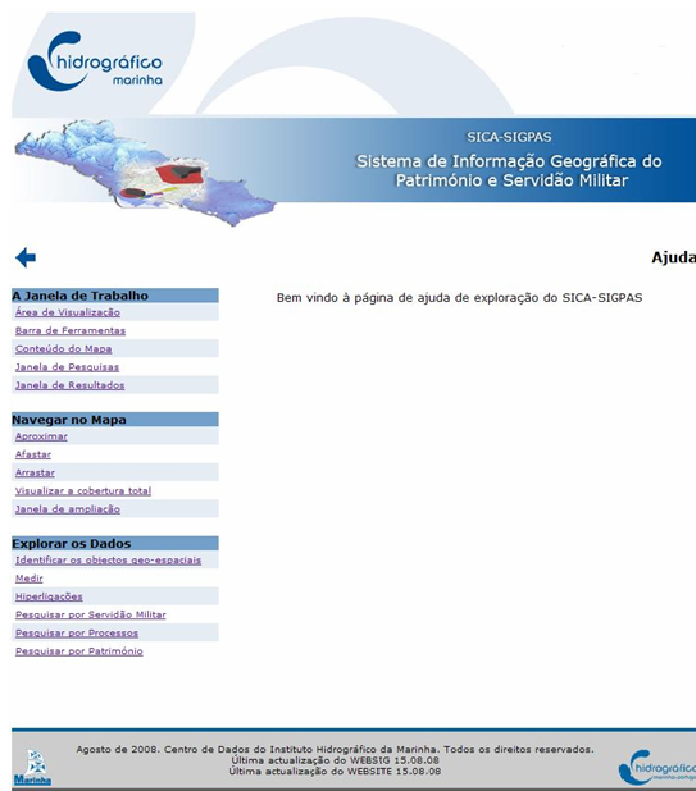 hidrográfico
marinha
SICA-SIGPAS
Sistema de Informação Geográfica do
Património e Servidão Militar
Ajuda
A Janela de Trabalho
Bem vindo à página de ajuda de exploração do SICA-SIGPAS
Área de Visualização
Barra de Ferramentas
Conteúdo do Mapa
Janela de Pesquisas
Janela de Resultados
Navegar no Mapa
Aproximar
Afastar
Arrastar
Visualizar a cobertura total
Janela de ampliação
Explorar os Dados
Identificar os objectos geo-espaciais
Medir
Hiperligações
Pesquisar por Servidão Militar
Pesquisar por Processos
Pesquisar por Património
Agosto de 2008. Centro de Dados do Instituto Hidrográfico da Marinha. Todos os direitos reservados.
Última actualização do WEBSIG 15.08.08
Última actualização do WEBSITE 15.08.08
Marinha
hidrográfico